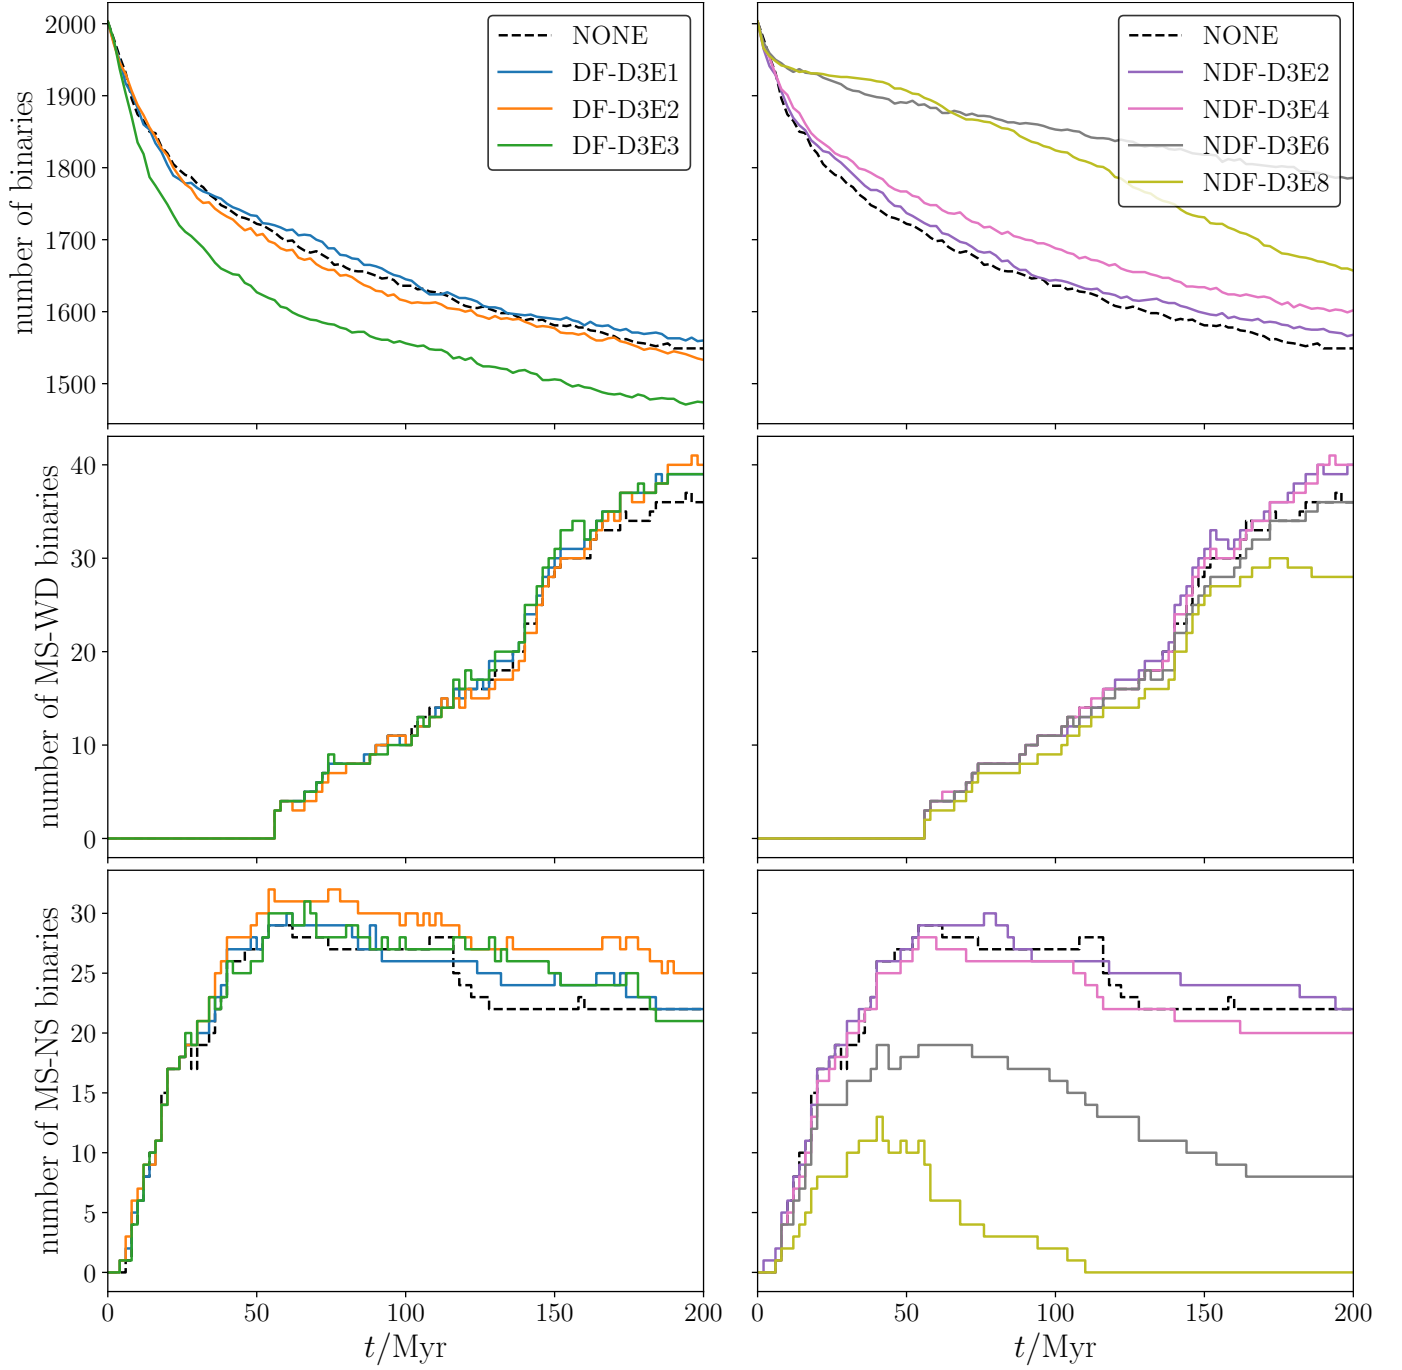 number of binaries
2000
1900
1800
1700
1600
1500
NONE
DF-D3E1
DF-D3E2
DF-D3E3
NONE
NDF-D3E2
NDF-D3E4
NDF-D3E6
NDF-D3E8
number of MS-WD binaries
40
30
20
10
0
number of MS-NS binaries
30
25
20
15
10
5
0
0 50 100 150 200
t/Myr
0 50 100 150 200
t/Myr